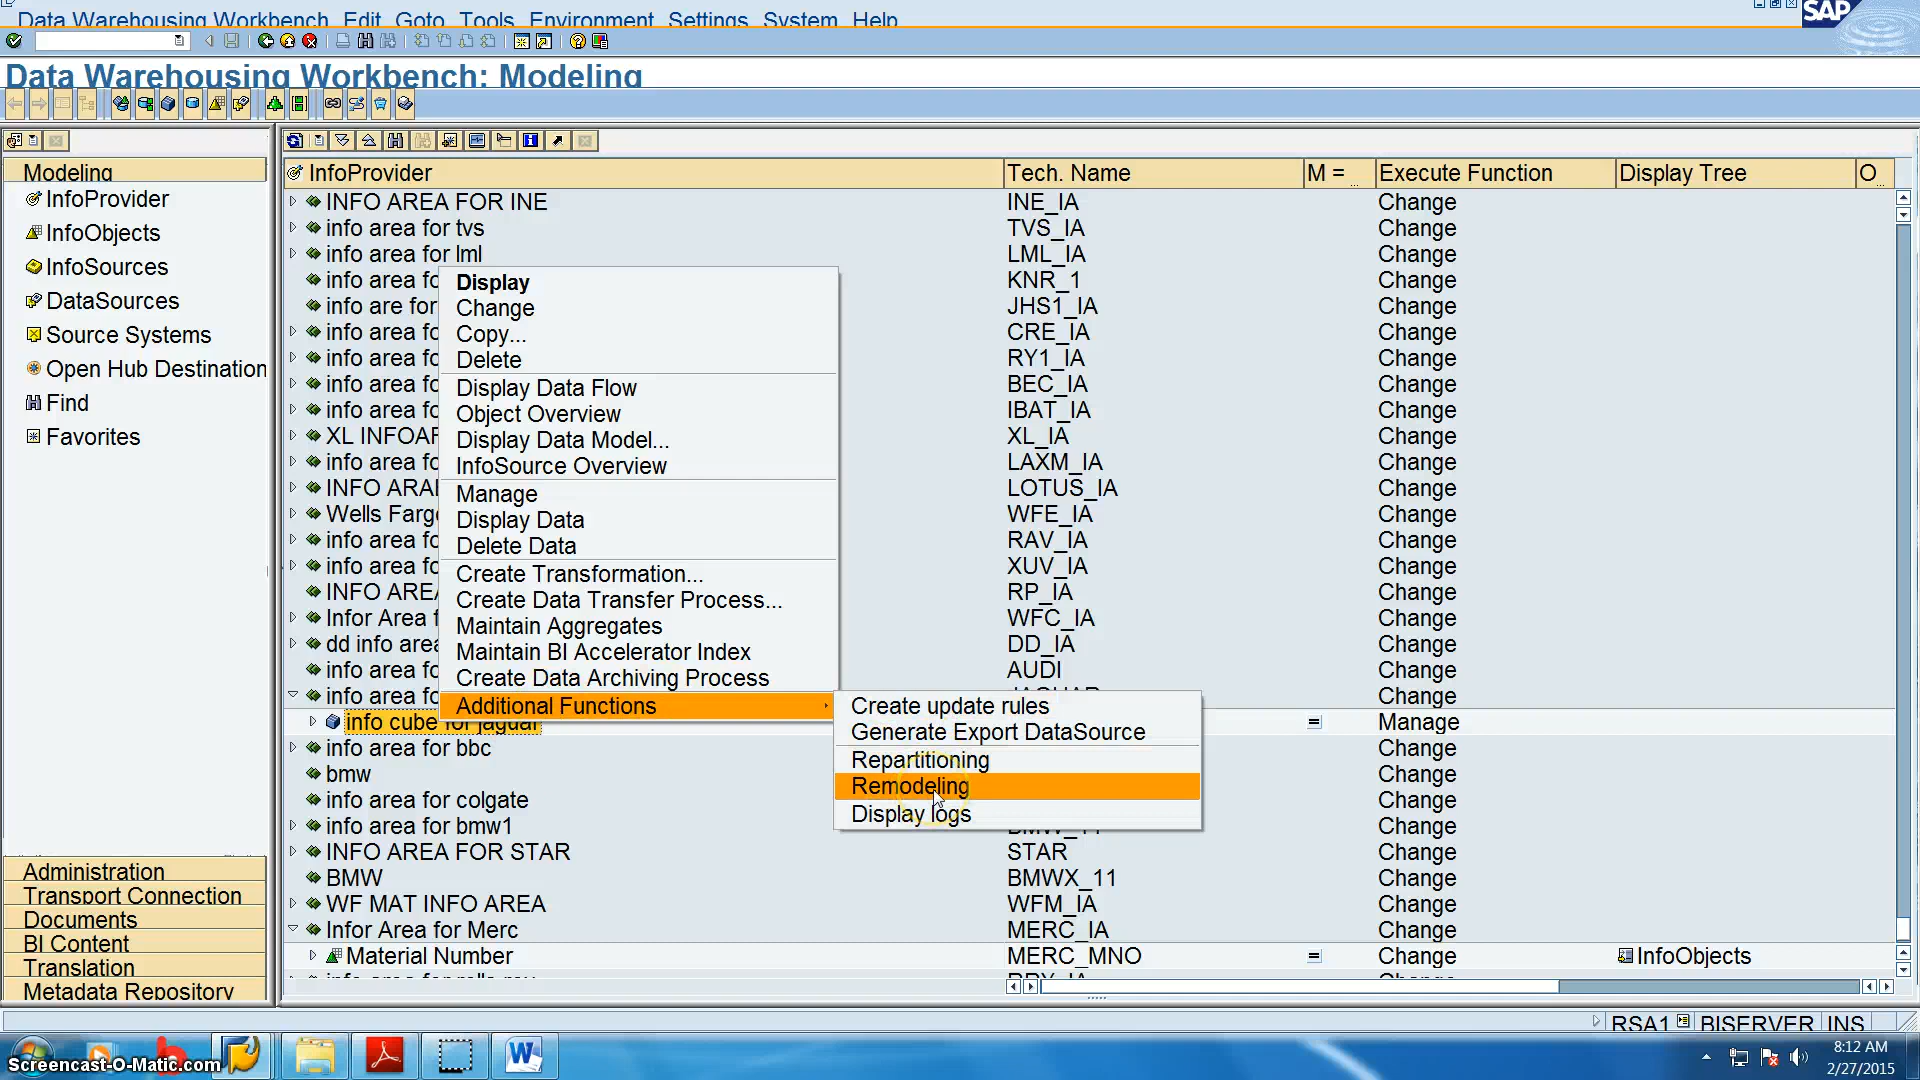 Data Warehousing Workbench Edit Goto Tools Environment Settings System Help
SAP
Data Warehousing Workbench: Modeling
Modeling
InfoProvider
InfoObjects
InfoSources
DataSources
Source Systems
Open Hub Destination
Find
Favorites
Administration
Transport Connection
Documents
BI Content
Translation
Metadata Repository
InfoProvider Tech. Name M = ... Execute Function Display Tree O...
INFO AREA FOR INE INE_IA Change
info area for tvs TVS_IA Change
info area for lml LML_IA Change
info area fo KNR_1 Change
info are for JHS1_IA Change
info area fo CRE_IA Change
info area fo RY1_IA Change
info area fo BEC_IA Change
info area fo IBAT_IA Change
XL INFOAR XL_IA Change
info area fo LAXM_IA Change
INFO ARAE LOTUS_IA Change
Wells Fargo WFE_IA Change
info area fo RAV_IA Change
info area fo XUV_IA Change
INFO AREA RP_IA Change
Infor Area f WFC_IA Change
dd info area DD_IA Change
info area fo AUDI Change
info area fo JAGUAR Change
info cube for jaguar = Manage
info area for bbc Change
bmw Change
info area for colgate Change
info area for bmw1 BMW_11 Change
INFO AREA FOR STAR STAR Change
BMW BMWX_11 Change
WF MAT INFO AREA WFM_IA Change
Infor Area for Merc MERC_IA Change
Material Number MERC_MNO = Change InfoObjects
Display
Change
Copy...
Delete
Display Data Flow
Object Overview
Display Data Model...
InfoSource Overview
Manage
Display Data
Delete Data
Create Transformation...
Create Data Transfer Process...
Maintain Aggregates
Maintain BI Accelerator Index
Create Data Archiving Process
Additional Functions
Create update rules
Generate Export DataSource
Repartitioning
Remodeling
Display logs
RSA1 BISERVER INS
Screencast-O-Matic.com
8:12 AM
2/27/2015